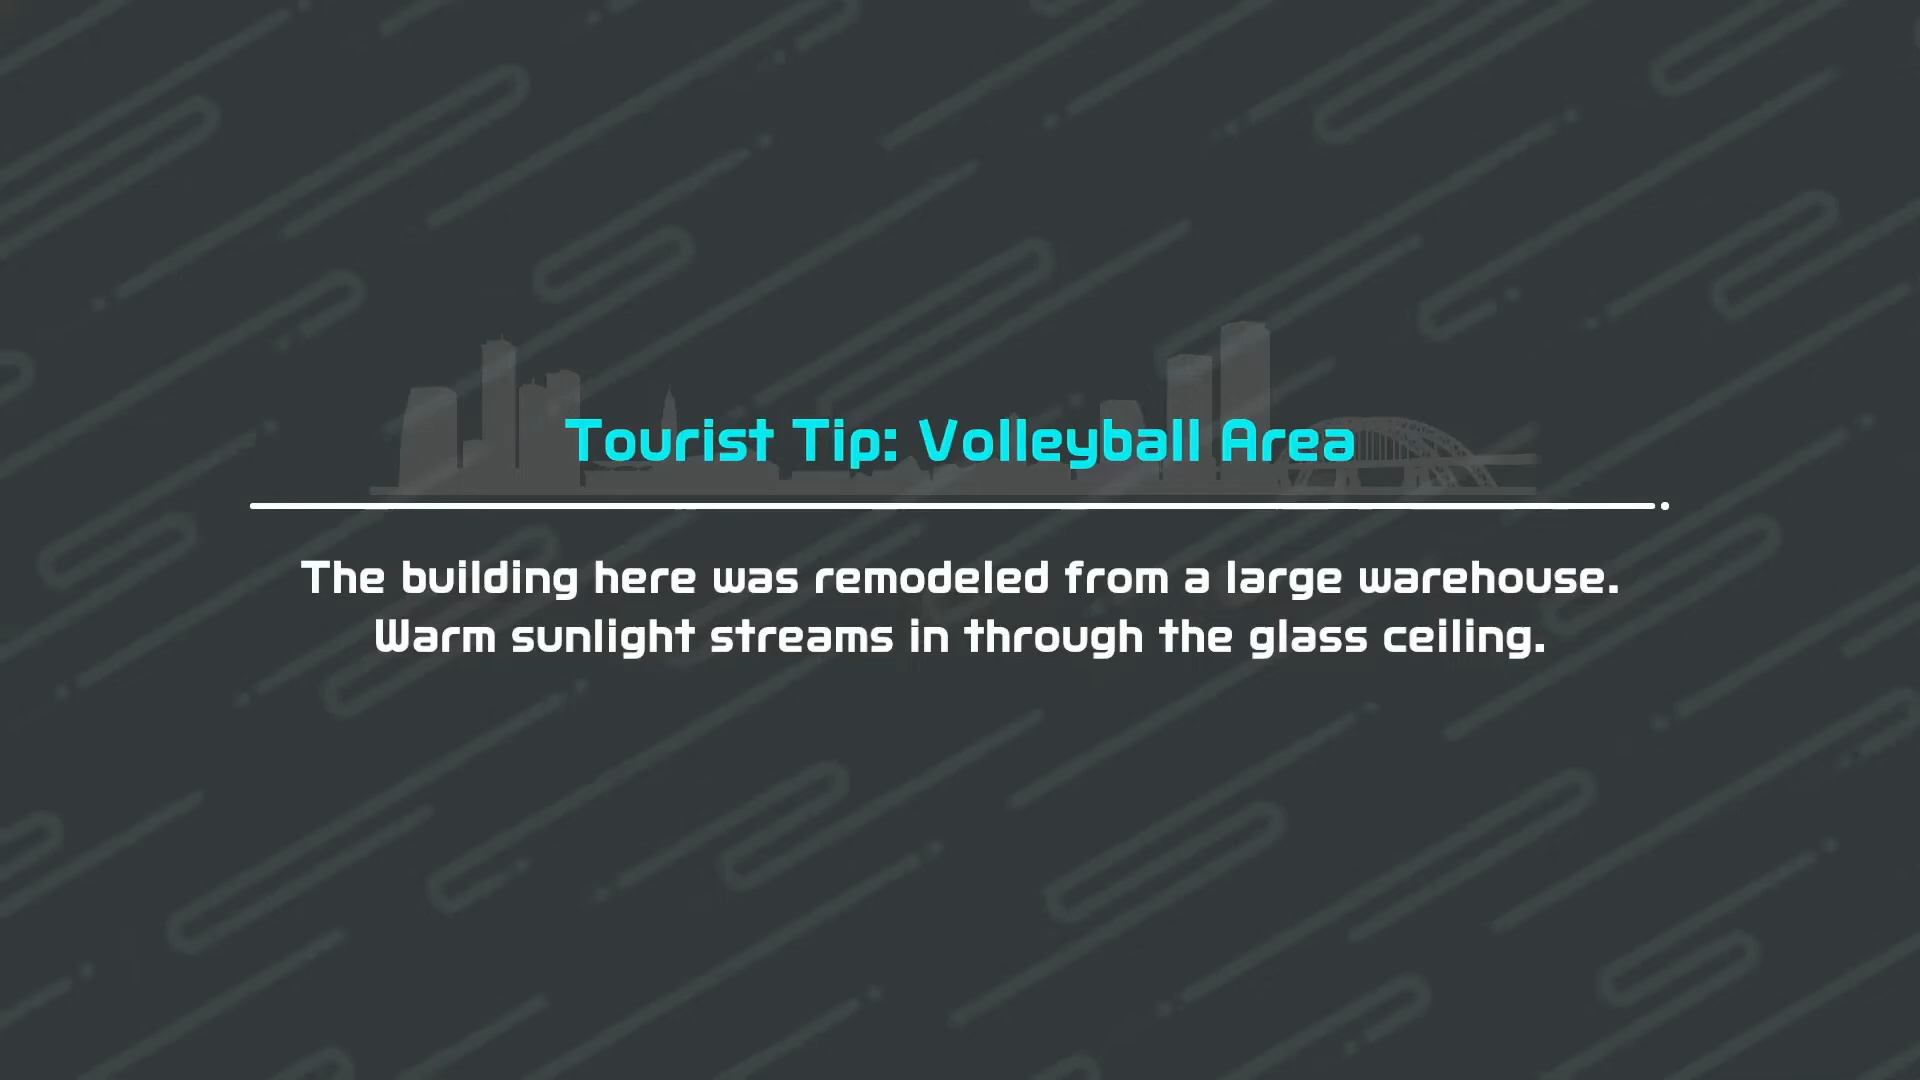 Tourist Tip: Volleyball Area
The building here was remodeled from a large warehouse.
Warm sunlight streams in through the glass ceiling.